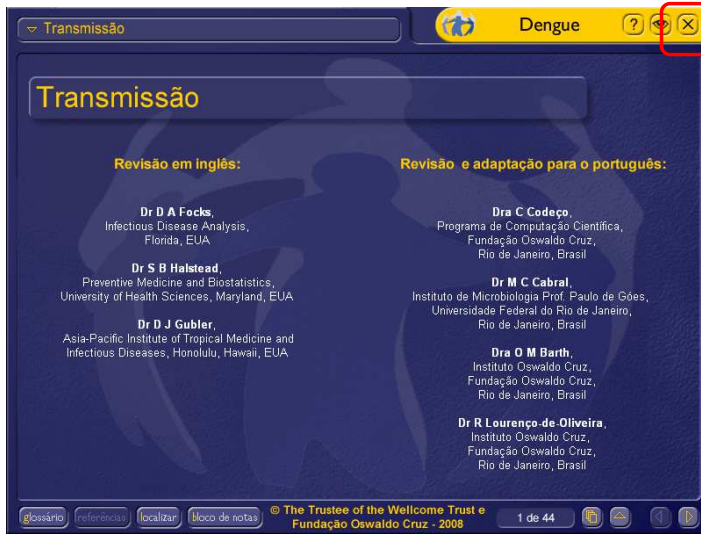 Transmissão
Dengue
?
Transmissão
Revisão em inglês:
Dr D A Focks,
Infectious Disease Analysis,
Florida, EUA
Dr S B Halstead,
Preventive Medicine and Biostatistics,
University of Health Sciences, Maryland, EUA
Dr D J Gubler,
Asia-Pacific Institute of Tropical Medicine and
Infectious Diseases, Honolulu, Hawaii, EUA
Revisão e adaptação para o português:
Dra C Codeço,
Programa de Computação Científica,
Fundação Oswaldo Cruz,
Rio de Janeiro, Brasil
Dr M C Cabral,
Instituto de Microbiologia Prof. Paulo de Góes,
Universidade Federal do Rio de Janeiro,
Rio de Janeiro, Brasil
Dra O M Barth,
Instituto Oswaldo Cruz,
Fundação Oswaldo Cruz,
Rio de Janeiro, Brasil
Dr R Lourenço-de-Oliveira,
Instituto Oswaldo Cruz,
Fundação Oswaldo Cruz,
Rio de Janeiro, Brasil
glossário referências localizar bloco de notas
© The Trustee of the Wellcome Trust e
Fundação Oswaldo Cruz - 2008
1 de 44